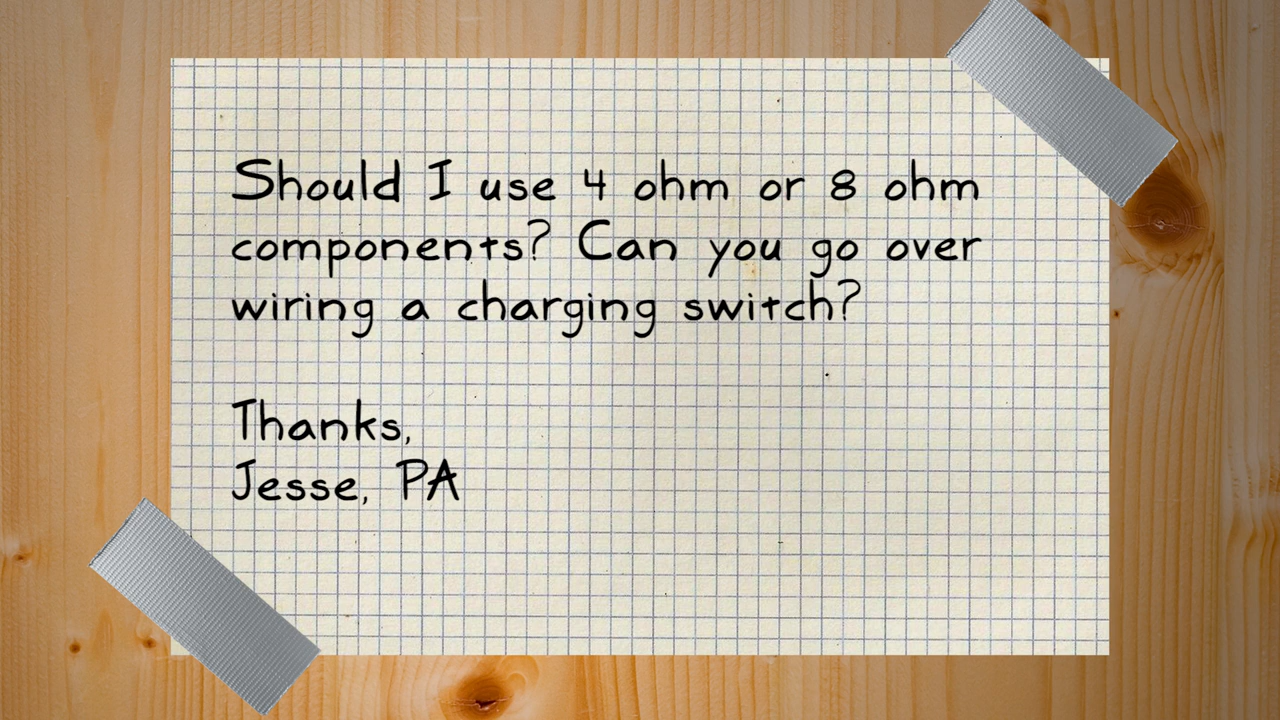 Should I use 4 ohm or 8 ohm
components? Can you go over
wiring a charging switch?
Thanks,
Jesse, PA